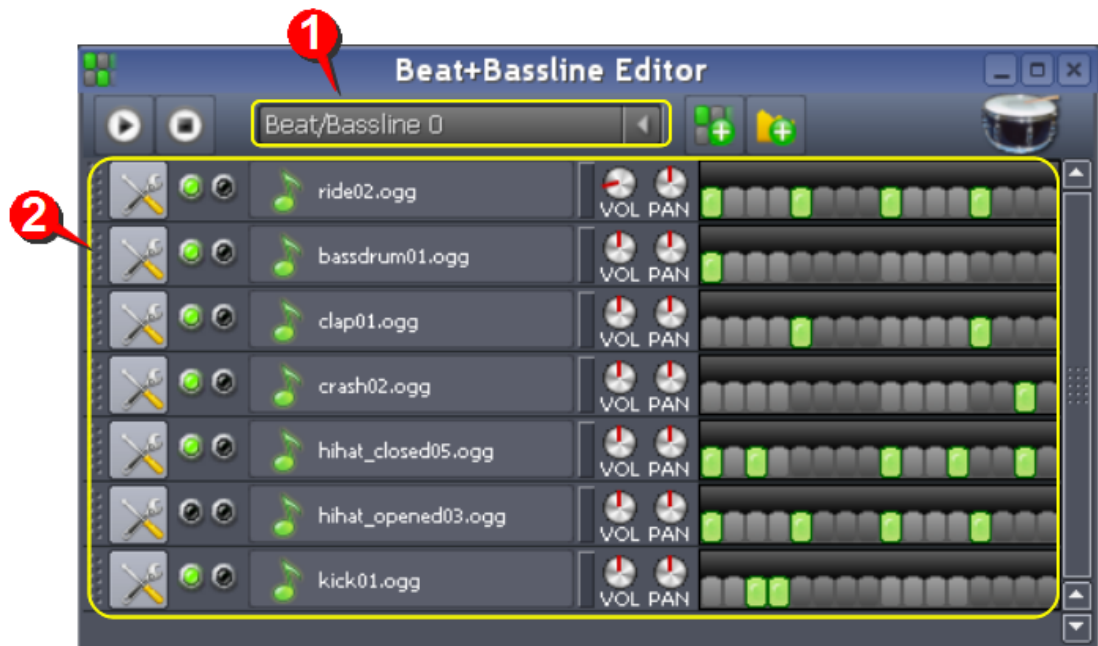 1
Beat+Bassline Editor
Beat/Bassline 0
2
ride02.ogg VOL PAN
bassdrum01.ogg VOL PAN
clap01.ogg VOL PAN
crash02.ogg VOL PAN
hihat_closed05.ogg VOL PAN
hihat_opened03.ogg VOL PAN
kick01.ogg VOL PAN